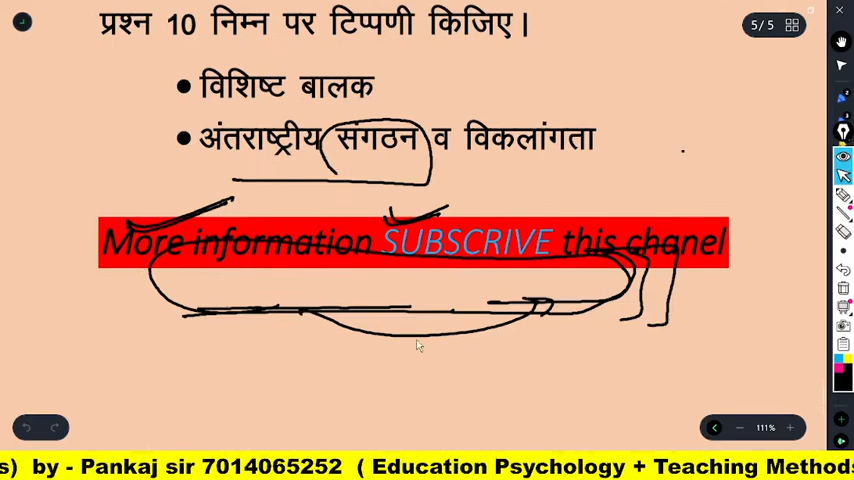 प्रश्न 10 निम्न पर टिप्पणी किजिए।
5/5
• विशिष्ट बालक
• अंतराष्ट्रीय संगठन व विकलांगता
More information SUBSCRIVE this chanel
111%
s) by - Pankaj sir 7014065252 ( Education Psychology + Teaching Methods